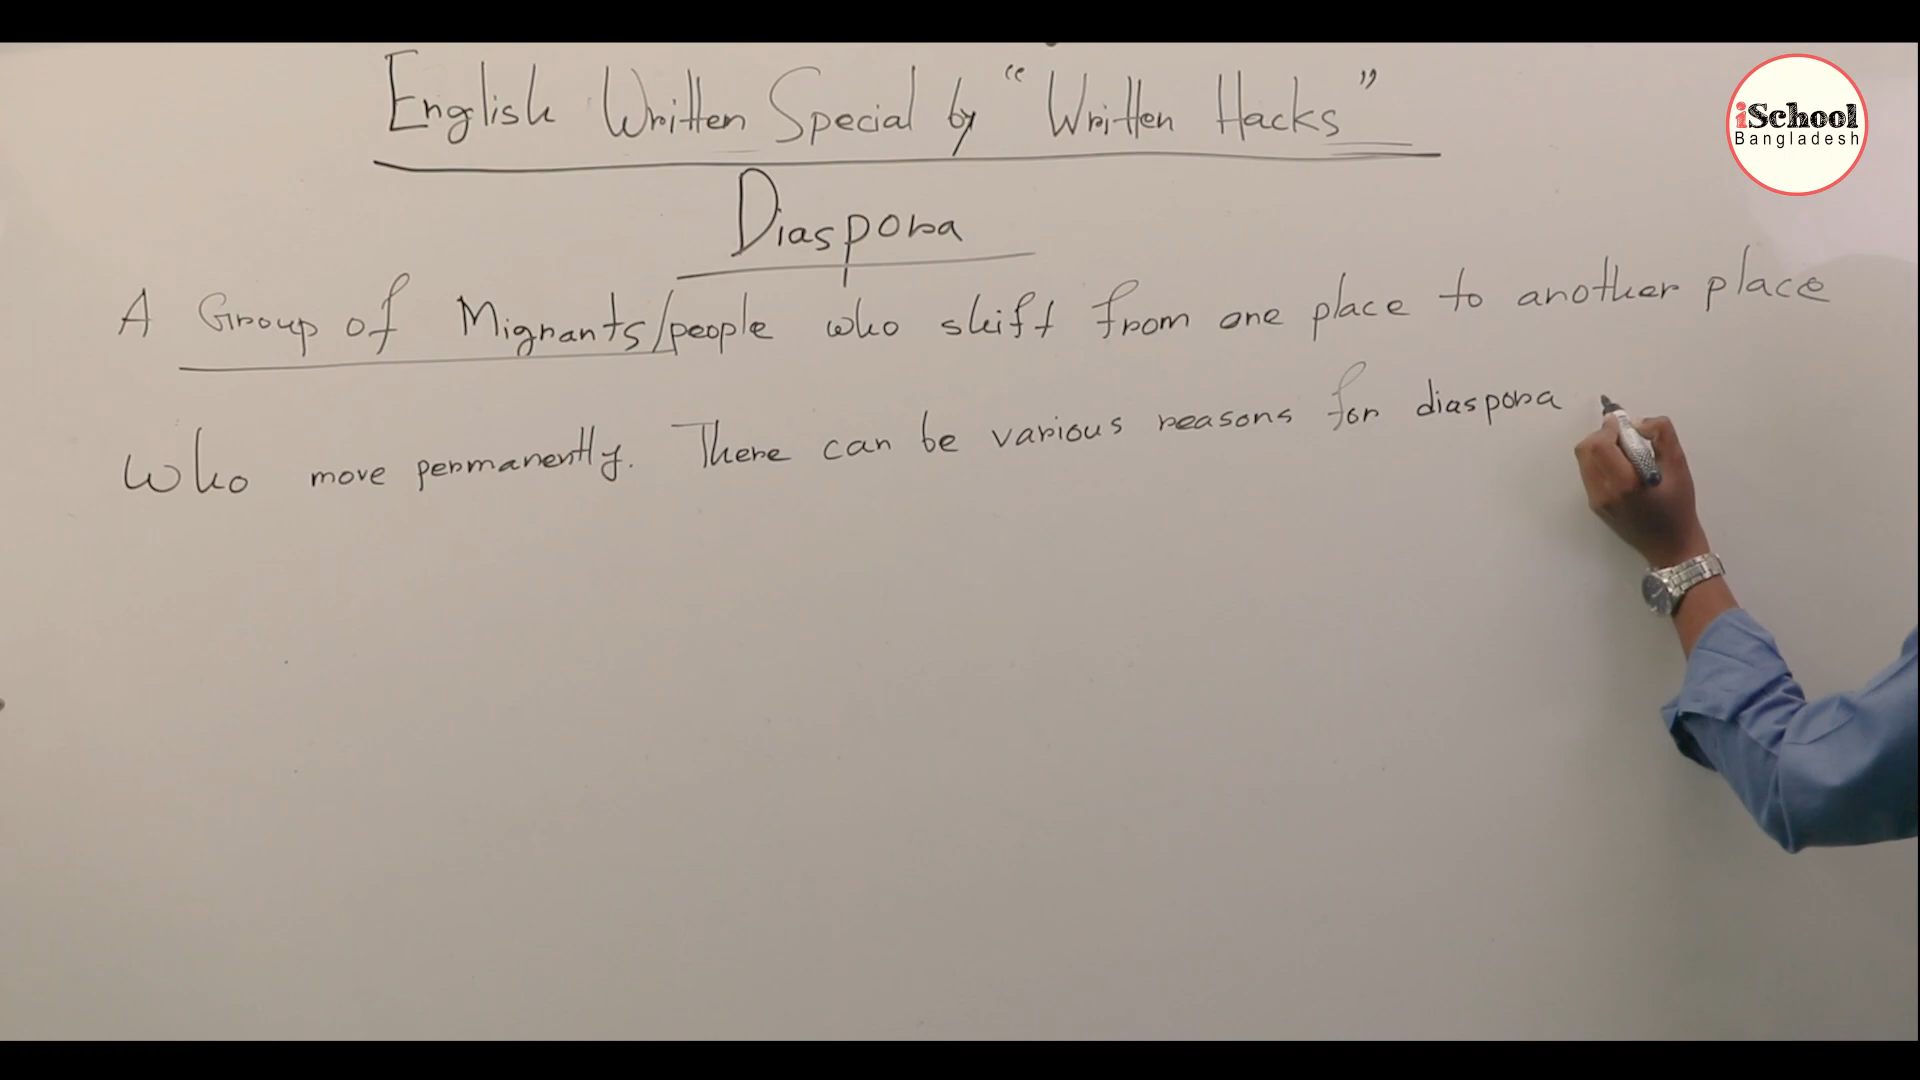 English Written Special by "Written Hacks"
iSchool
Bangladesh
Diaspora
A Group of Migrants/people who shift from one place to another place
Who move permanently. There can be various reasons for diaspora